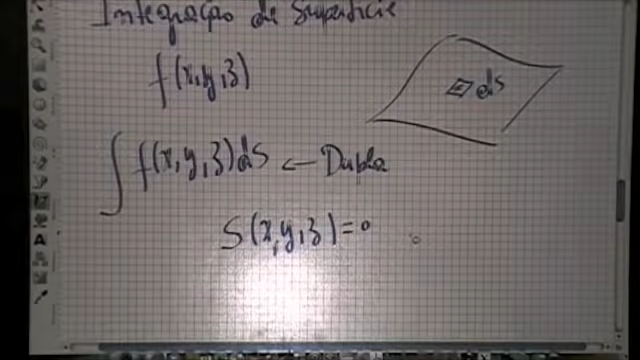 Integração de Superfície
f(x,y,z)
ds
∫ f(x,y,z)ds ← Dupla
S(x,y,z)=0